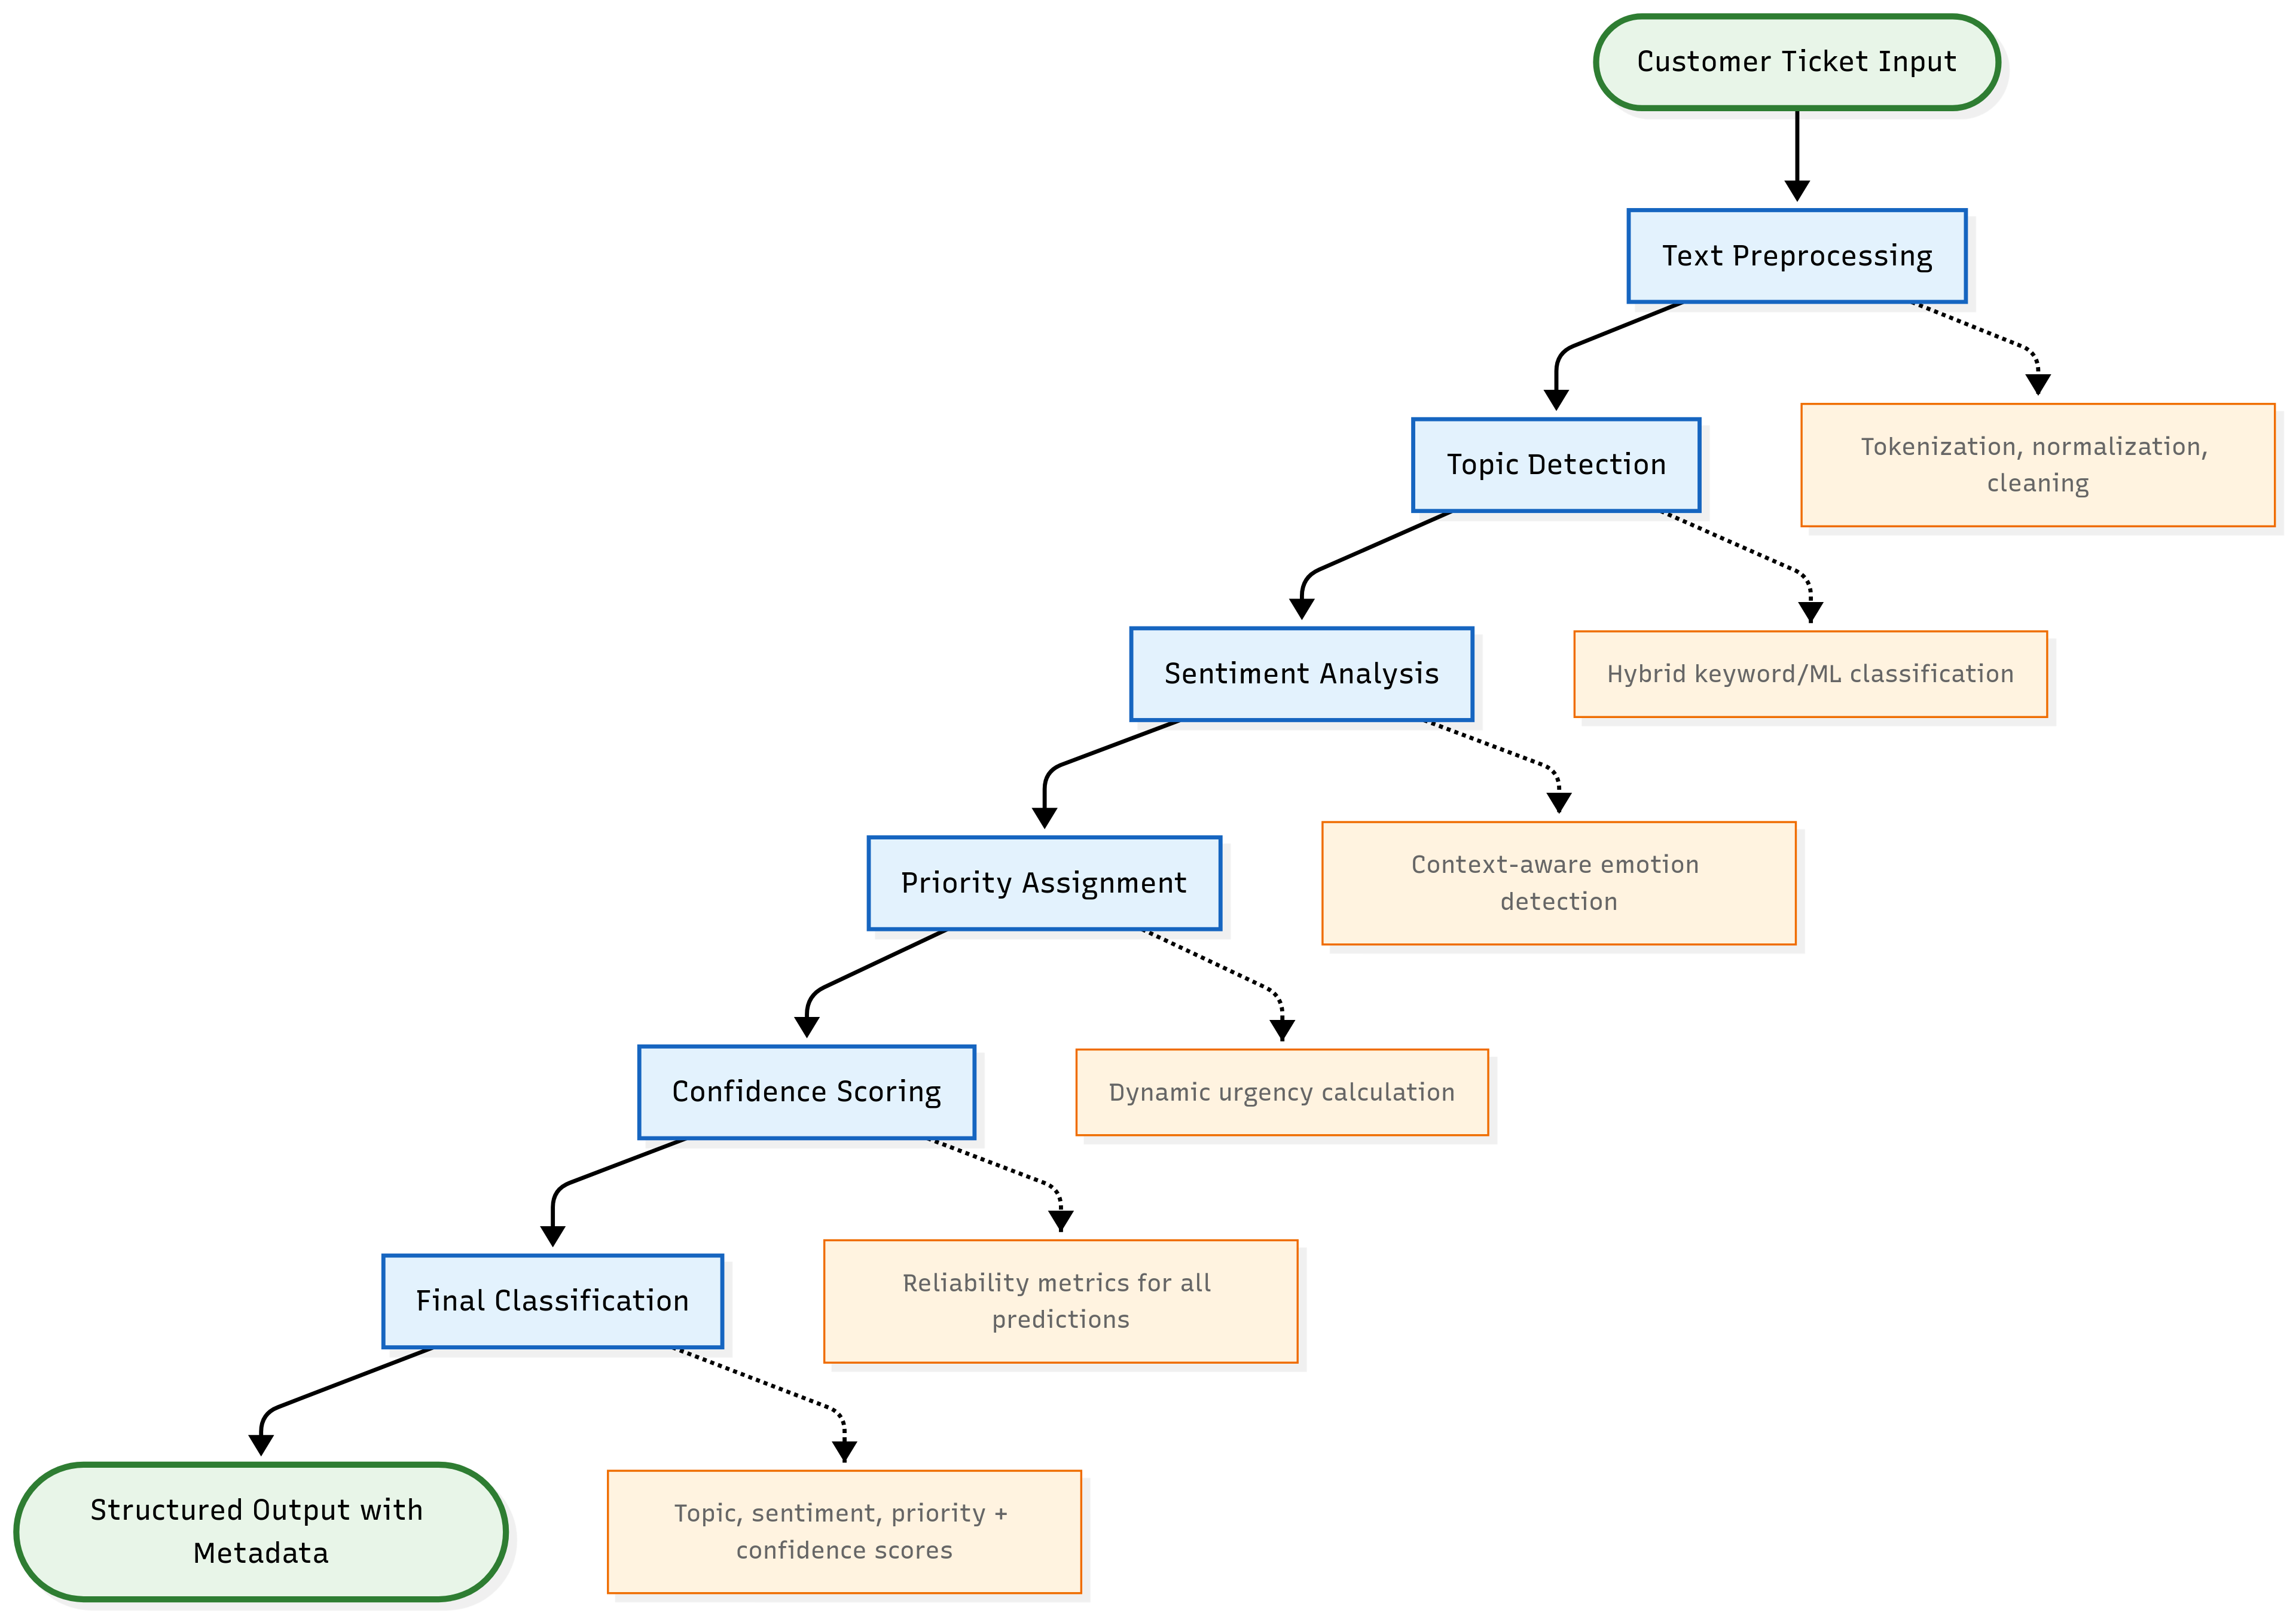 Customer Ticket Input
Text Preprocessing
Topic Detection
Tokenization, normalization,
cleaning
Sentiment Analysis
Hybrid keyword/ML classification
Priority Assignment
Context-aware emotion
detection
Confidence Scoring
Dynamic urgency calculation
Final Classification
Reliability metrics for all
predictions
Structured Output with
Metadata
Topic, sentiment, priority +
confidence scores